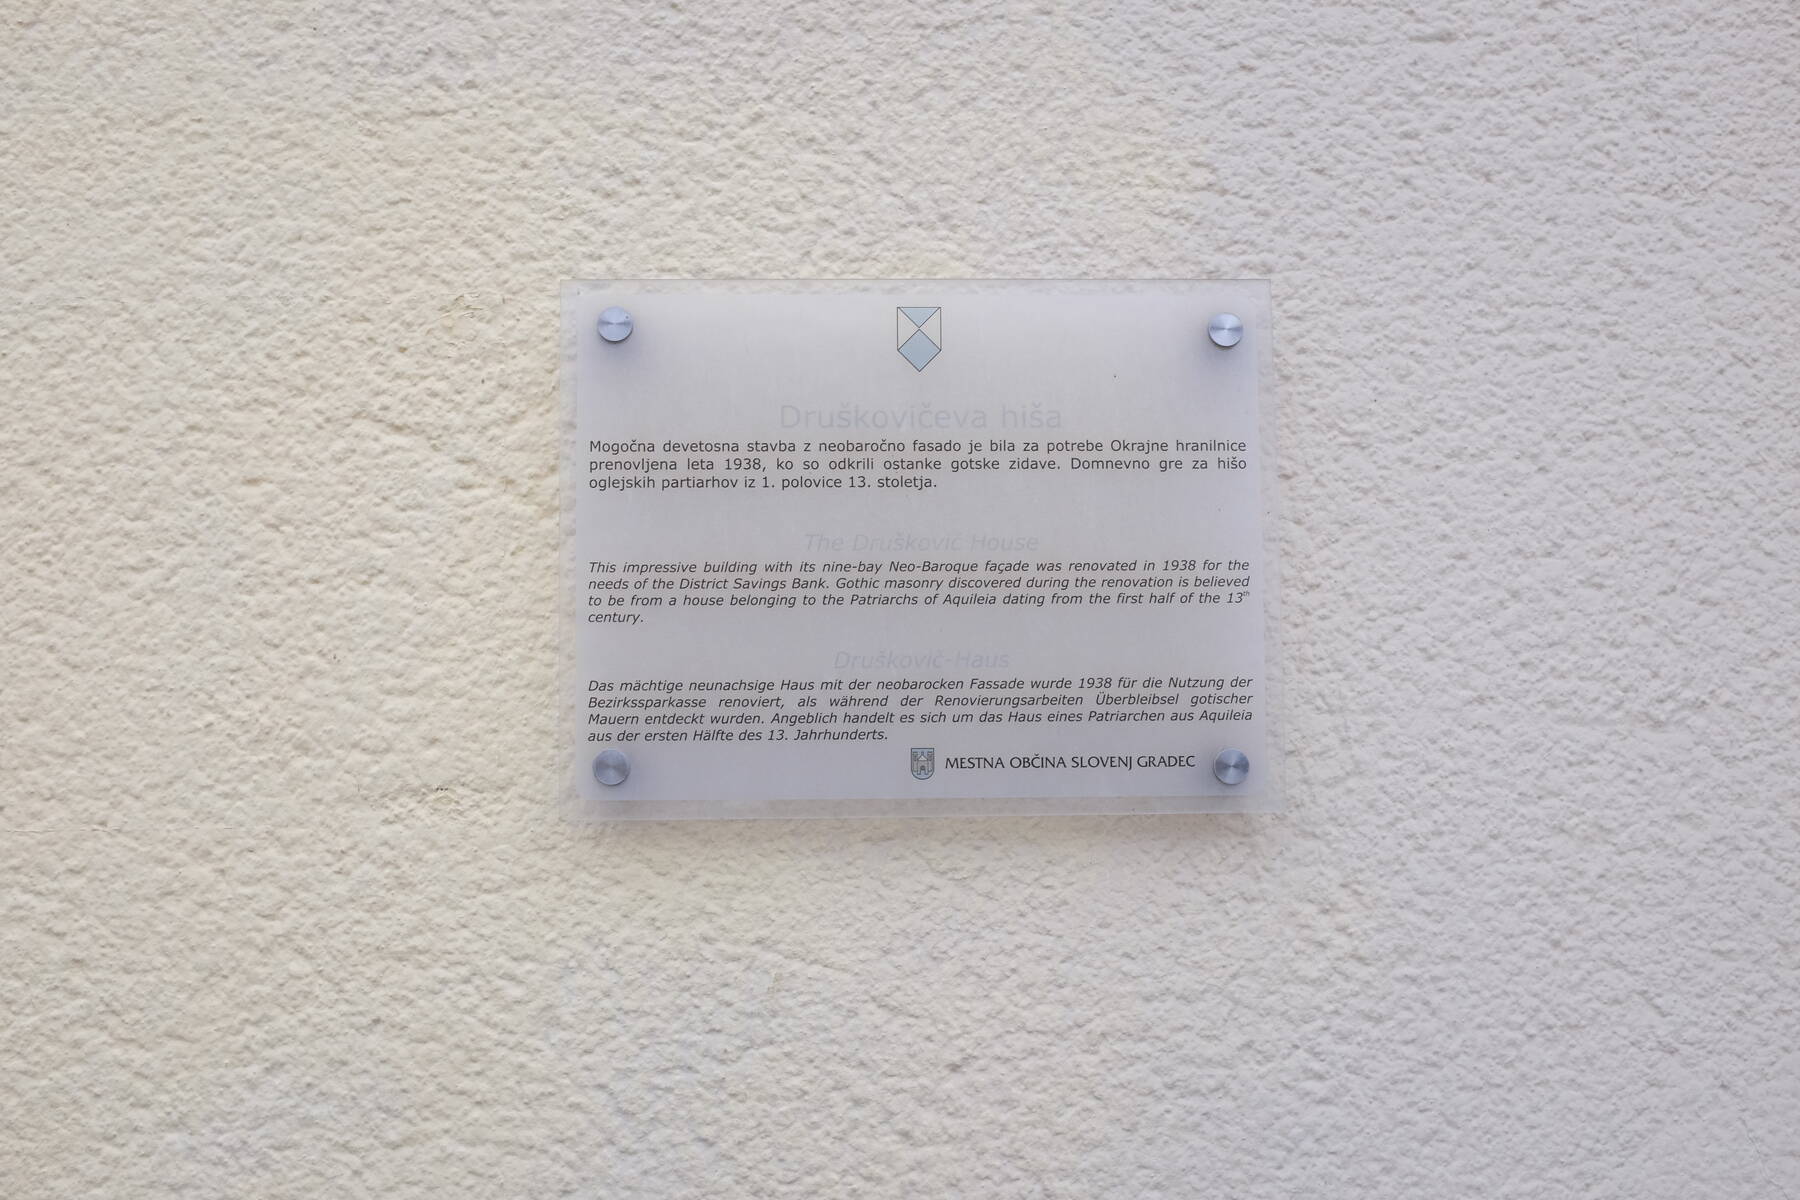 Druškovičeva hiša
Mogočna devetosna stavba z neobaročno fasado je bila za potrebe Okrajne hranilnice
prenovljena leta 1938, ko so odkrili ostanke gotske zidave. Domnevno gre za hišo
oglejskih partiarhov iz 1. polovice 13. stoletja.
The Druškovič House
This impressive building with its nine-bay Neo-Baroque façade was renovated in 1938 for the
needs of the District Savings Bank. Gothic masonry discovered during the renovation is believed
to be from a house belonging to the Patriarchs of Aquileia dating from the first half of the 13th
century.
Druškovič-Haus
Das mächtige neunachsige Haus mit der neobarocken Fassade wurde 1938 für die Nutzung der
Bezirkssparkasse renoviert, als während der Renovierungsarbeiten Überbleibsel gotischer
Mauern entdeckt wurden. Angeblich handelt es sich um das Haus eines Patriarchen aus Aquileia
aus der ersten Hälfte des 13. Jahrhunderts.
MESTNA OBČINA SLOVENJ GRADEC